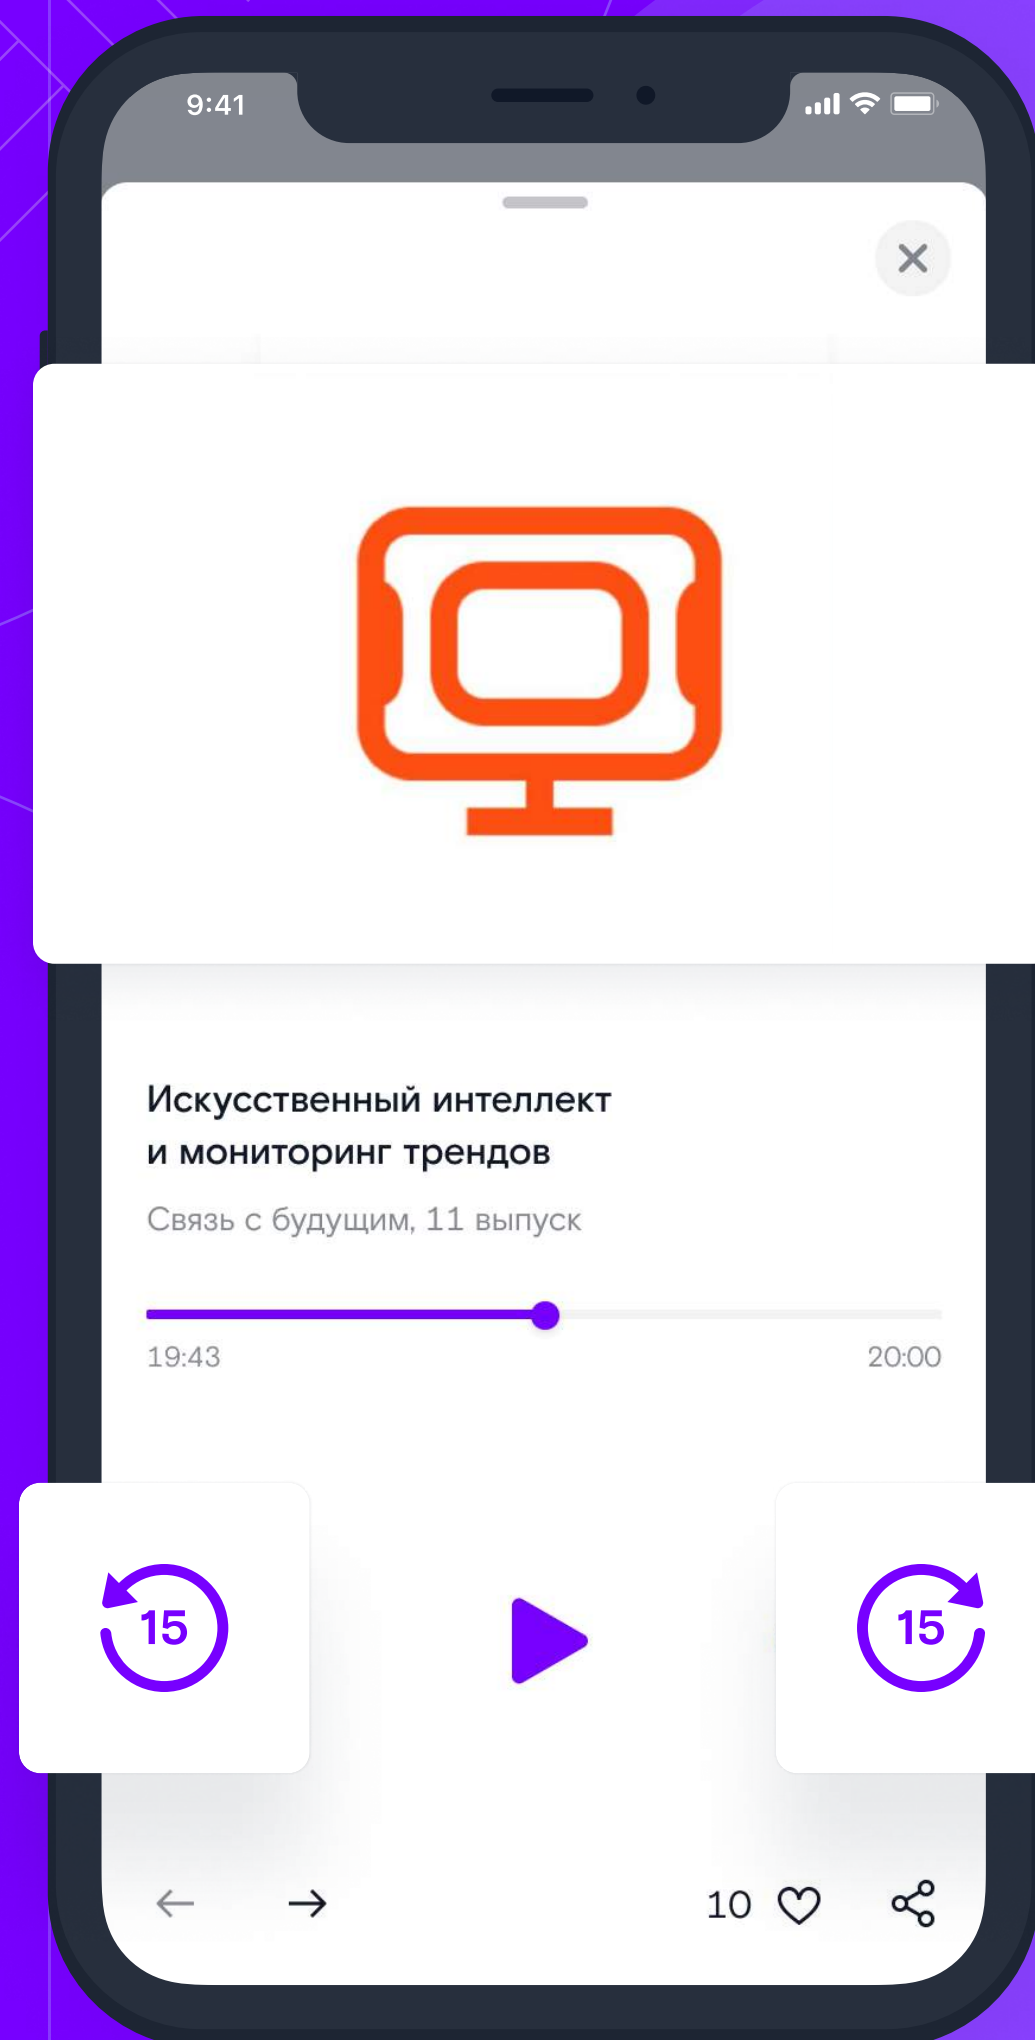 9:41
Искусственный интеллект
и мониторинг трендов
Связь с будущим, 11 выпуск
19:43 20:00
15 15
10